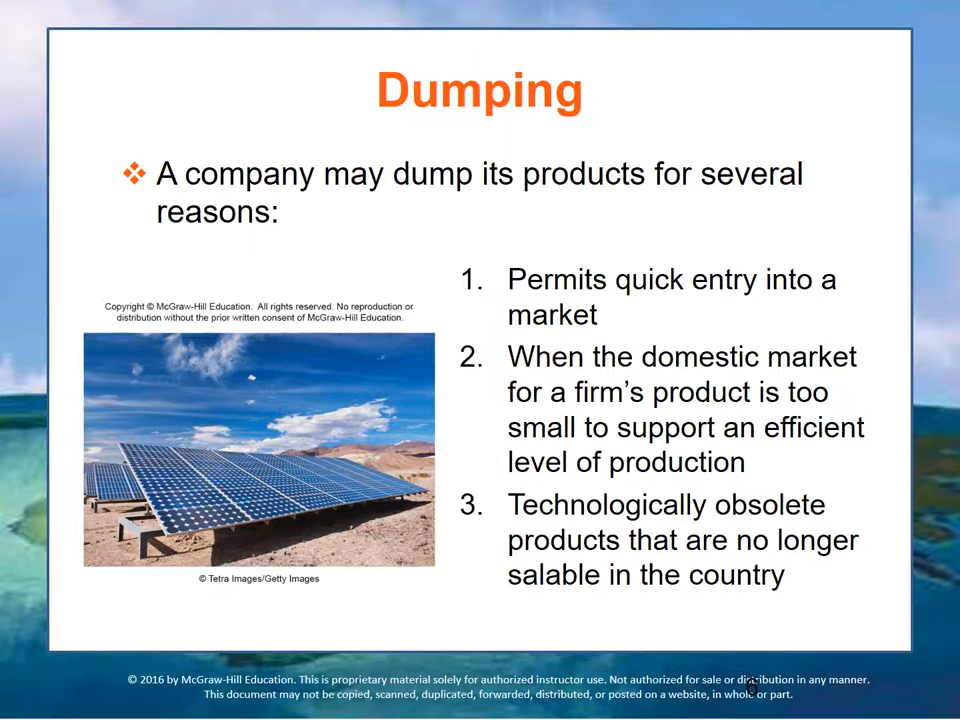 Dumping
❖ A company may dump its products for several
reasons:
1. Permits quick entry into a
market
2. When the domestic market
for a firm’s product is too
small to support an efficient
level of production
3. Technologically obsolete
products that are no longer
salable in the country
Copyright © McGraw-Hill Education. All rights reserved. No reproduction or
distribution without the prior written consent of McGraw-Hill Education.
© Tetra Images/Getty Images
© 2016 by McGraw-Hill Education. This is proprietary material solely for authorized instructor use. Not authorized for sale or distribution in any manner.
This document may not be copied, scanned, duplicated, forwarded, distributed, or posted on a website, in whole or part.
6